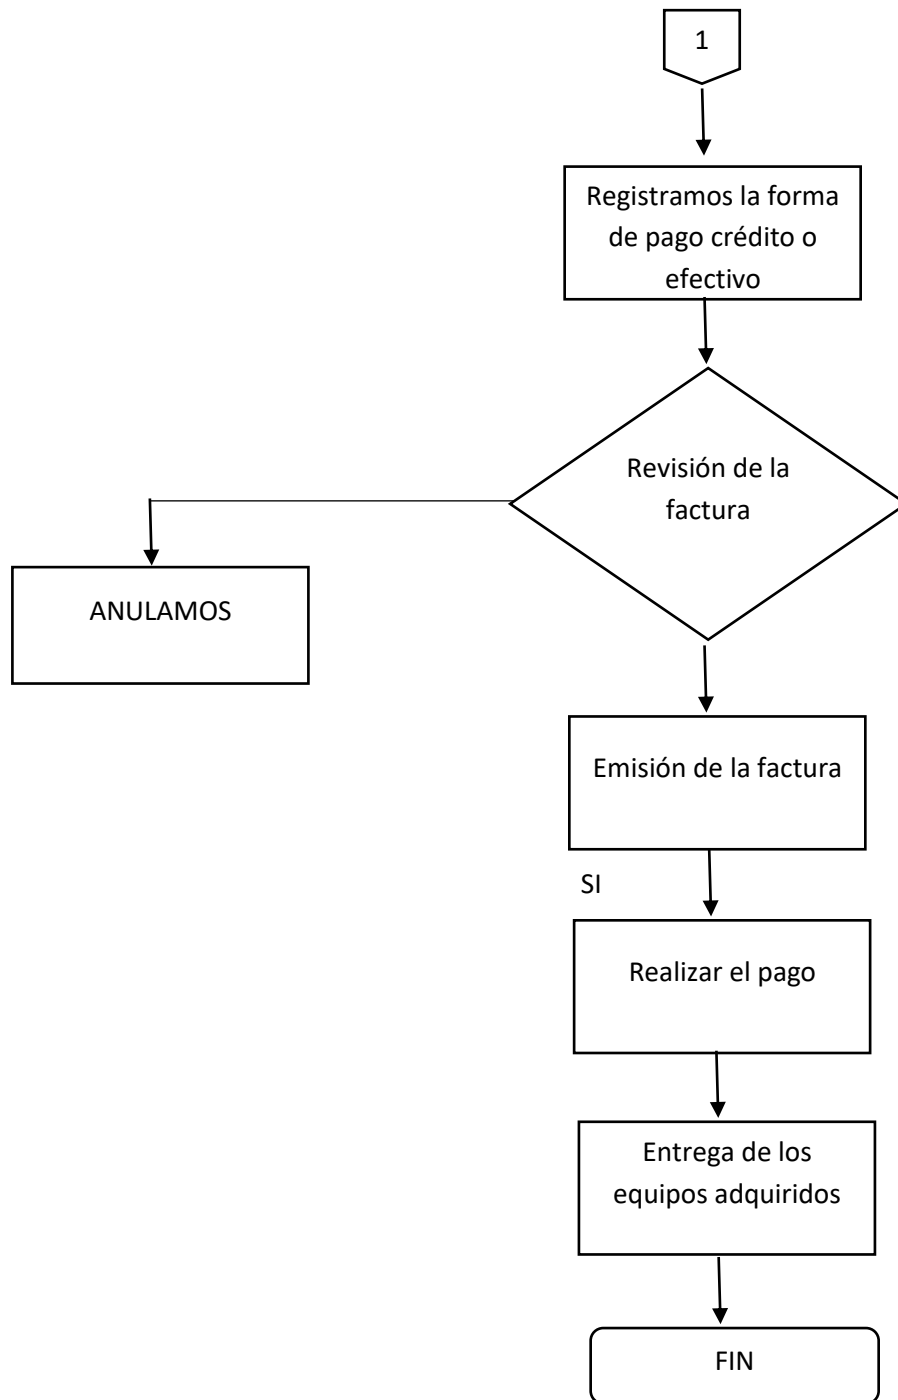 1
Registramos la forma
de pago crédito o
efectivo
Revisión de la
factura
ANULAMOS
Emisión de la factura
SI
Realizar el pago
Entrega de los
equipos adquiridos
FIN